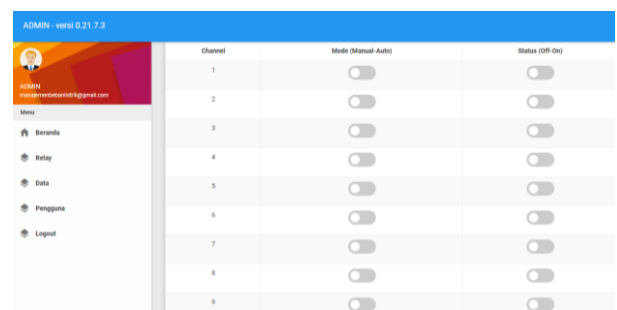 ADMIN - versi 0.21.7.3
ADMIN
manajemenbebanlistrik@gmail.com
Menu
Beranda
Relay
Data
Pengguna
Logout
Channel Mode (Manual-Auto) Status (Off-On)
1
2
3
4
5
6
7
8
9